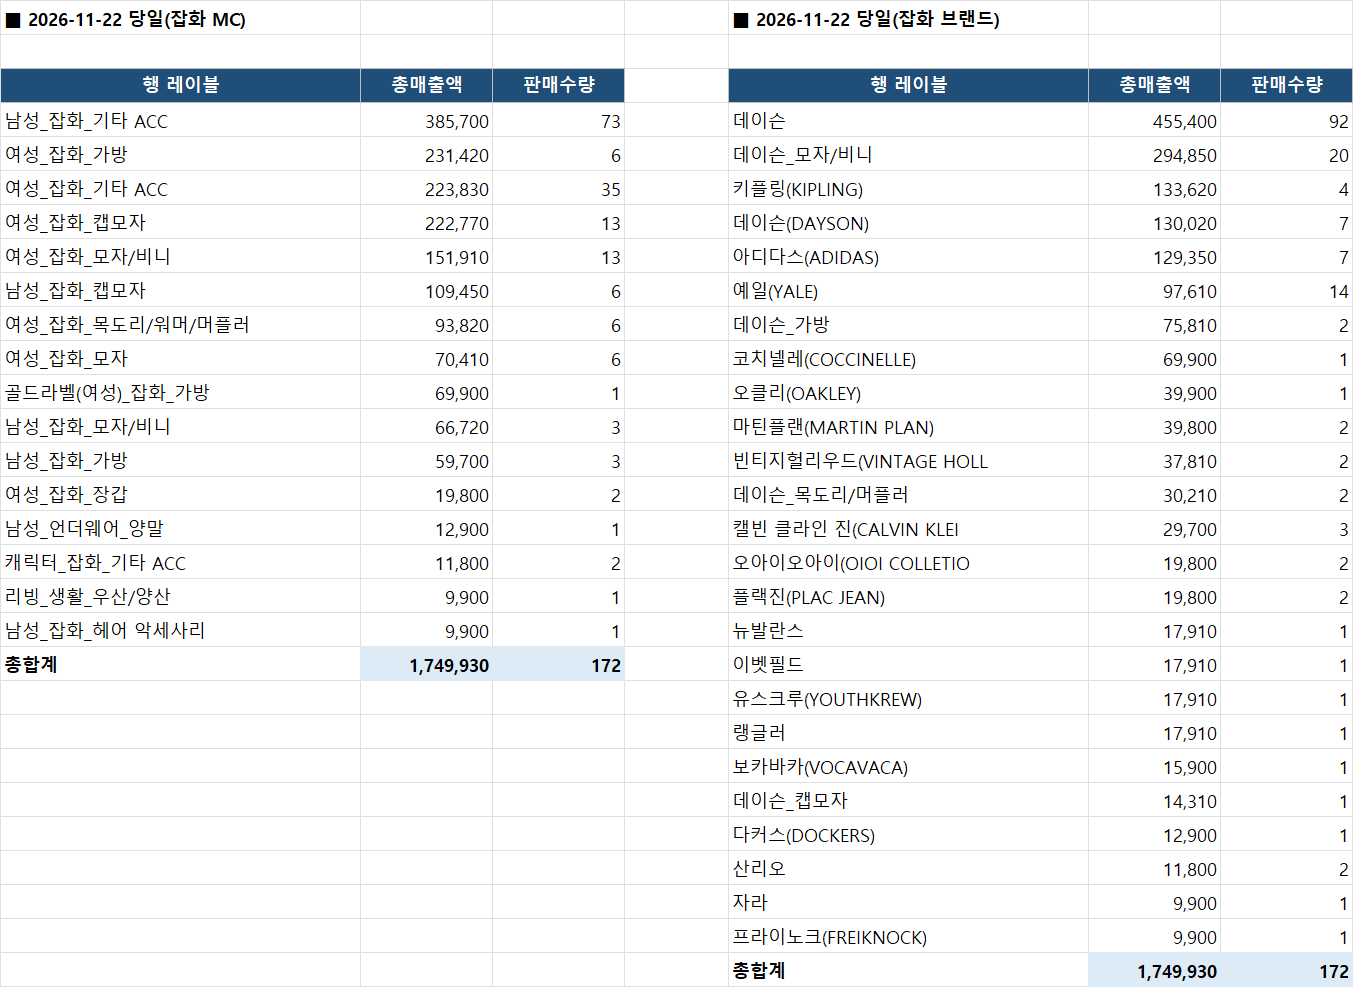 ■ 2026-11-22 당일(잡화 MC)
행 레이블 총매출액 판매수량
남성_잡화_기타 ACC 385,700 73
여성_잡화_가방 231,420 6
여성_잡화_기타 ACC 223,830 35
여성_잡화_캡모자 222,770 13
여성_잡화_모자/비니 151,910 13
남성_잡화_캡모자 109,450 6
여성_잡화_목도리/워머/머플러 93,820 6
여성_잡화_모자 70,410 6
골드라벨(여성)_잡화_가방 69,900 1
남성_잡화_모자/비니 66,720 3
남성_잡화_가방 59,700 3
여성_잡화_장갑 19,800 2
남성_언더웨어_양말 12,900 1
캐릭터_잡화_기타 ACC 11,800 2
리빙_생활_우산/양산 9,900 1
남성_잡화_헤어 악세사리 9,900 1
총합계 1,749,930 172
■ 2026-11-22 당일(잡화 브랜드)
행 레이블 총매출액 판매수량
데이슨 455,400 92
데이슨_모자/비니 294,850 20
키플링(KIPLING) 133,620 4
데이슨(DAYSON) 130,020 7
아디다스(ADIDAS) 129,350 7
예일(YALE) 97,610 14
데이슨_가방 75,810 2
코치넬레(COCCINELLE) 69,900 1
오클리(OAKLEY) 39,900 1
마틴플랜(MARTIN PLAN) 39,800 2
빈티지헐리우드(VINTAGE HOLL 37,810 2
데이슨_목도리/머플러 30,210 2
캘빈 클라인 진(CALVIN KLEI 29,700 3
오아이오아이(OIOI COLLETIO 19,800 2
플랙진(PLAC JEAN) 19,800 2
뉴발란스 17,910 1
이벳필드 17,910 1
유스크루(YOUTHKREW) 17,910 1
랭글러 17,910 1
보카바카(VOCAVACA) 15,900 1
데이슨_캡모자 14,310 1
다커스(DOCKERS) 12,900 1
산리오 11,800 2
자라 9,900 1
프라이노크(FREIKNOCK) 9,900 1
총합계 1,749,930 172